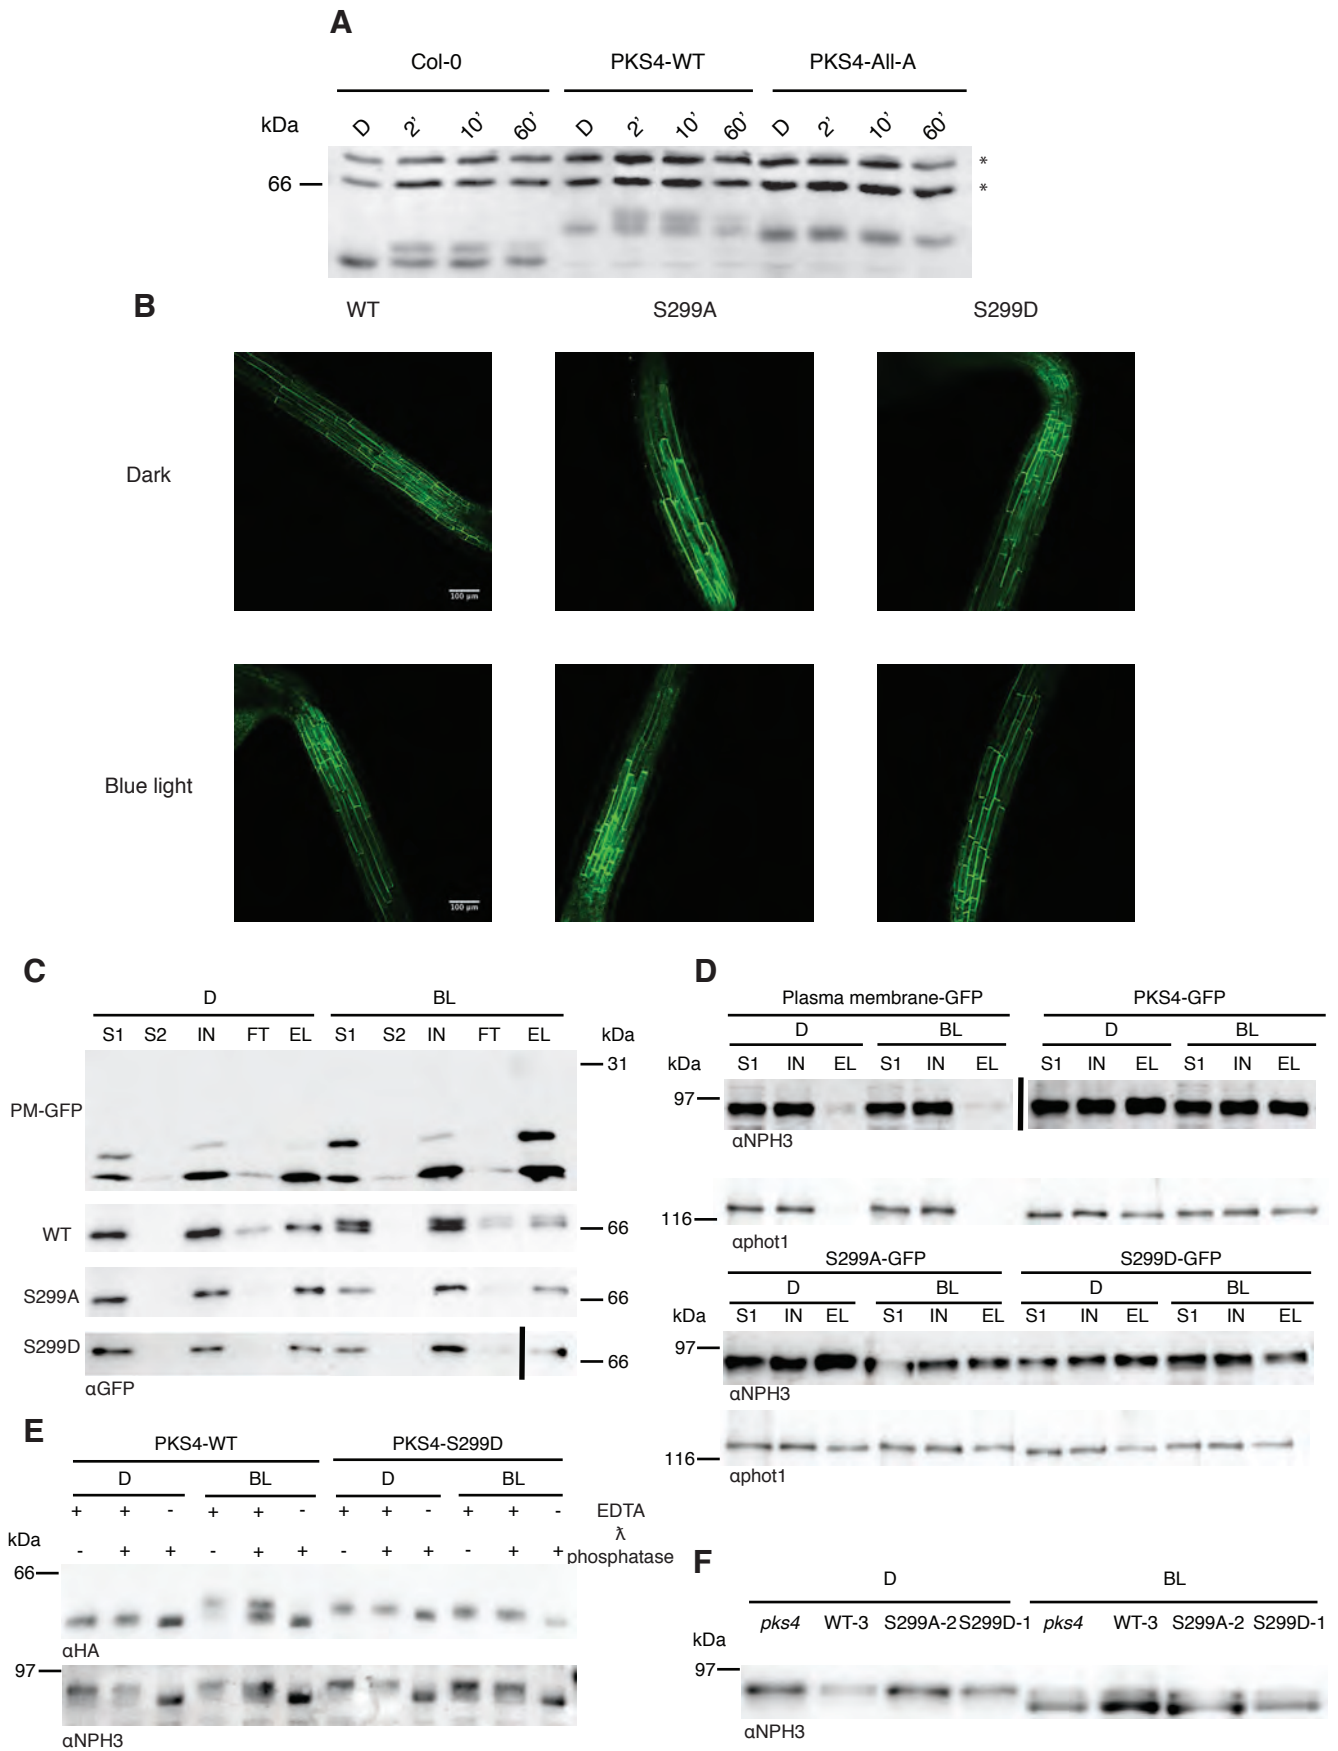 A
Col-0 PKS4-WT PKS4-All-A
kDa D 2' 10' 60' D 2' 10' 60' D 2' 10' 60'
*
66 *
B
WT S299A S299D
Dark
100 µm
Blue light
100 µm
C
D BL
S1 S2 IN FT EL S1 S2 IN FT EL kDa
31
PM-GFP
WT 66
S299A 66
S299D 66
αGFP
D
Plasma membrane-GFP PKS4-GFP
D BL D BL
kDa S1 IN EL S1 IN EL S1 IN EL S1 IN EL
97
αNPH3
116
αphot1
S299A-GFP S299D-GFP
D BL D BL
kDa S1 IN EL S1 IN EL S1 IN EL S1 IN EL
97
αNPH3
116
αphot1
E
PKS4-WT PKS4-S299D
D BL D BL
+ + - + + - + + - + + - EDTA
kDa λ
- + + - + + - + + - + + phosphatase
66
αHA
97
αNPH3
F
D BL
pks4 WT-3 S299A-2 S299D-1 pks4 WT-3 S299A-2 S299D-1
kDa
97
αNPH3